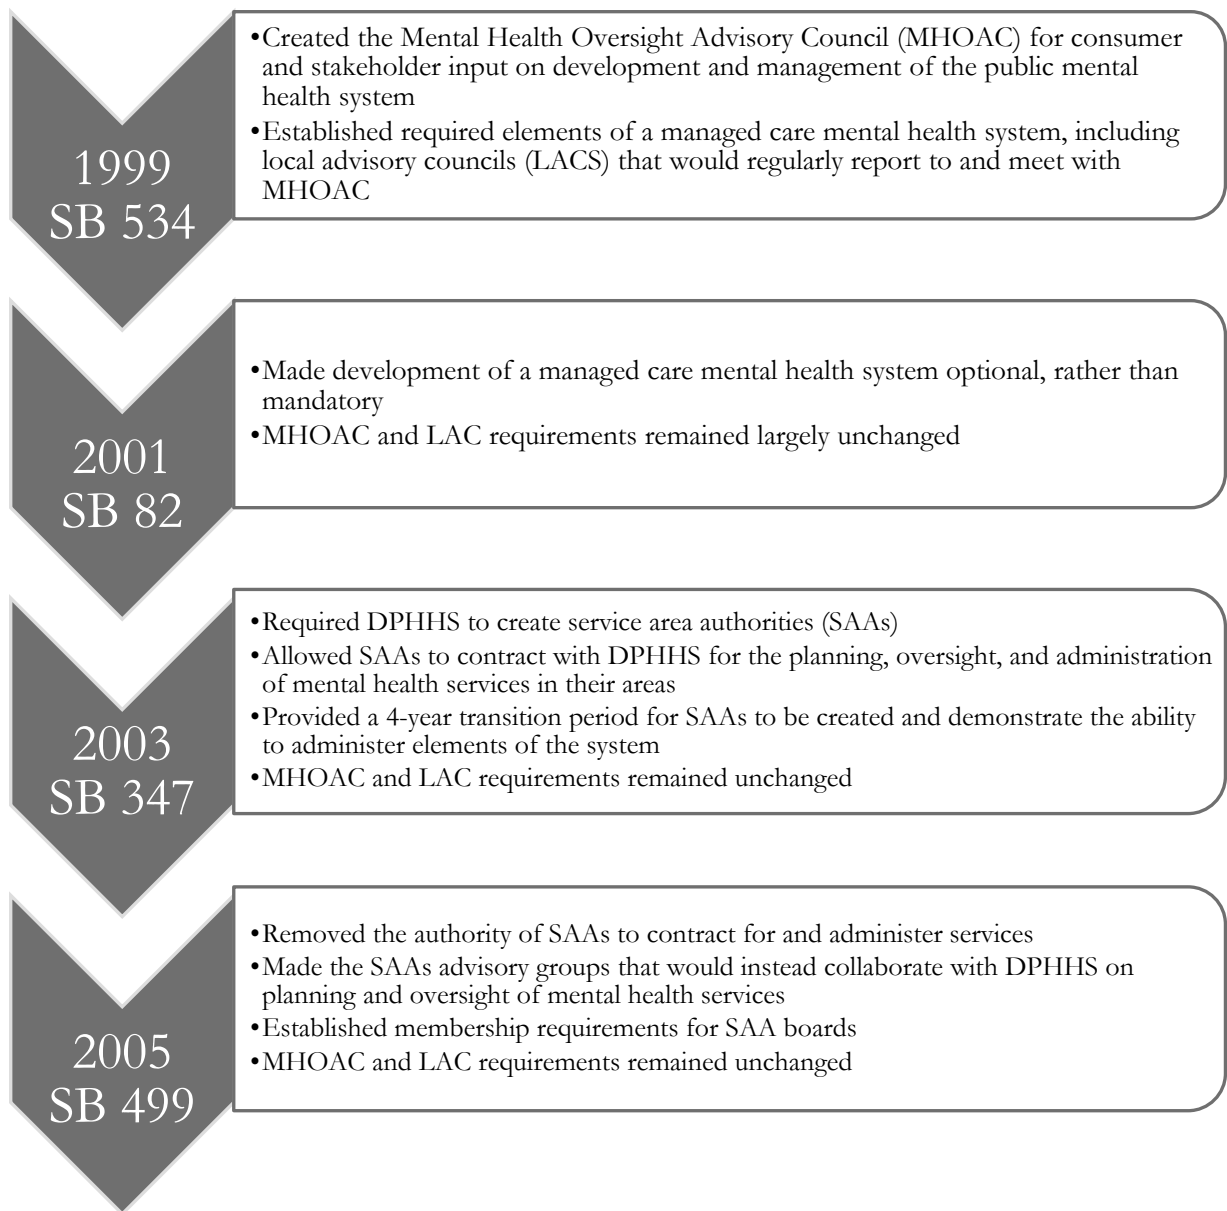 1999
SB 534
•Created the Mental Health Oversight Advisory Council (MHOAC) for consumer
and stakeholder input on development and management of the public mental
health system
•Established required elements of a managed care mental health system, including
local advisory councils (LACS) that would regularly report to and meet with
MHOAC
2001
SB 82
•Made development of a managed care mental health system optional, rather than
mandatory
•MHOAC and LAC requirements remained largely unchanged
2003
SB 347
•Required DPHHS to create service area authorities (SAAs)
•Allowed SAAs to contract with DPHHS for the planning, oversight, and administration
of mental health services in their areas
•Provided a 4-year transition period for SAAs to be created and demonstrate the ability
to administer elements of the system
•MHOAC and LAC requirements remained unchanged
2005
SB 499
•Removed the authority of SAAs to contract for and administer services
•Made the SAAs advisory groups that would instead collaborate with DPHHS on
planning and oversight of mental health services
•Established membership requirements for SAA boards
•MHOAC and LAC requirements remained unchanged